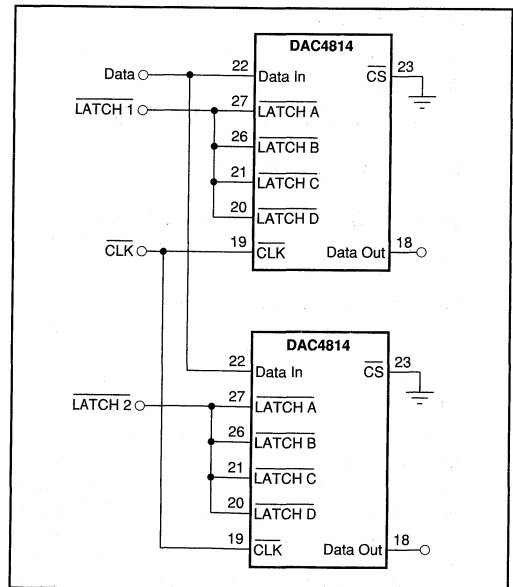 DAC4814
Data 22 Data In CS 23
LATCH 1 27 LATCH A
26 LATCH B
21 LATCH C
20 LATCH D
CLK 19 CLK Data Out 18
DAC4814
22 Data In CS 23
LATCH 2 27 LATCH A
26 LATCH B
21 LATCH C
20 LATCH D
19 CLK Data Out 18